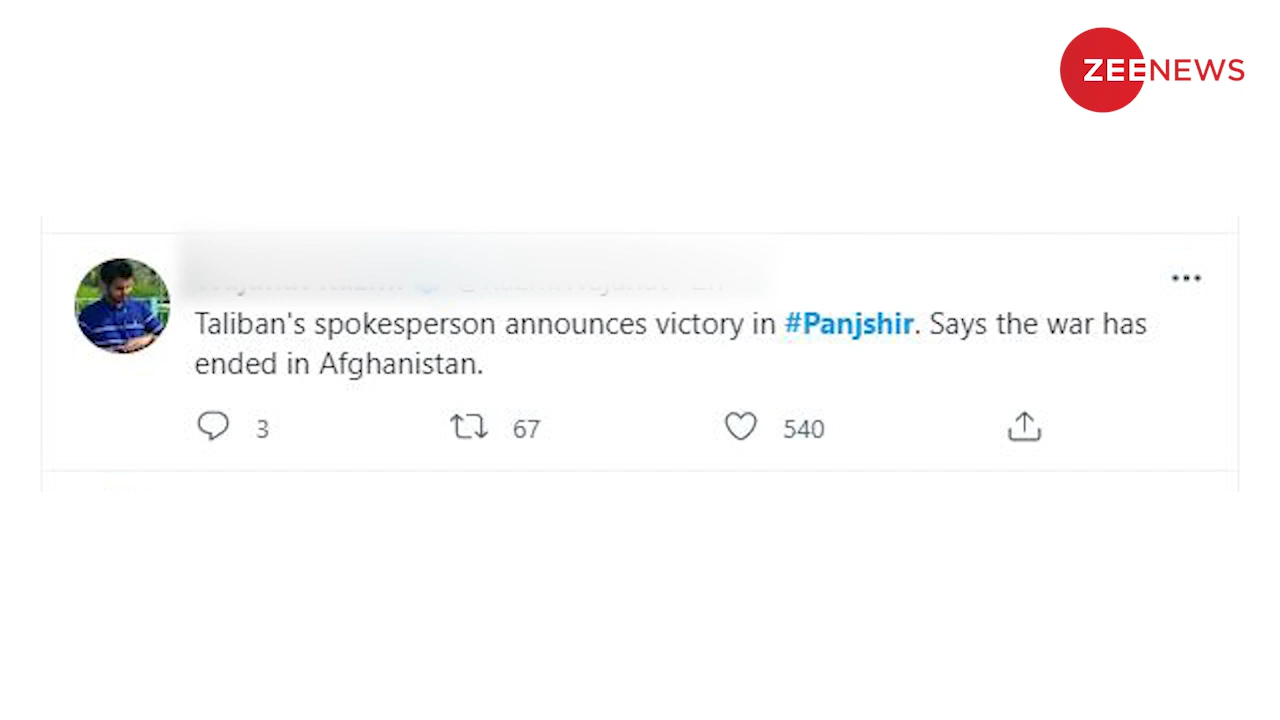 ZEENEWS
Taliban's spokesperson announces victory in #Panjshir. Says the war has
ended in Afghanistan.
3 67 540